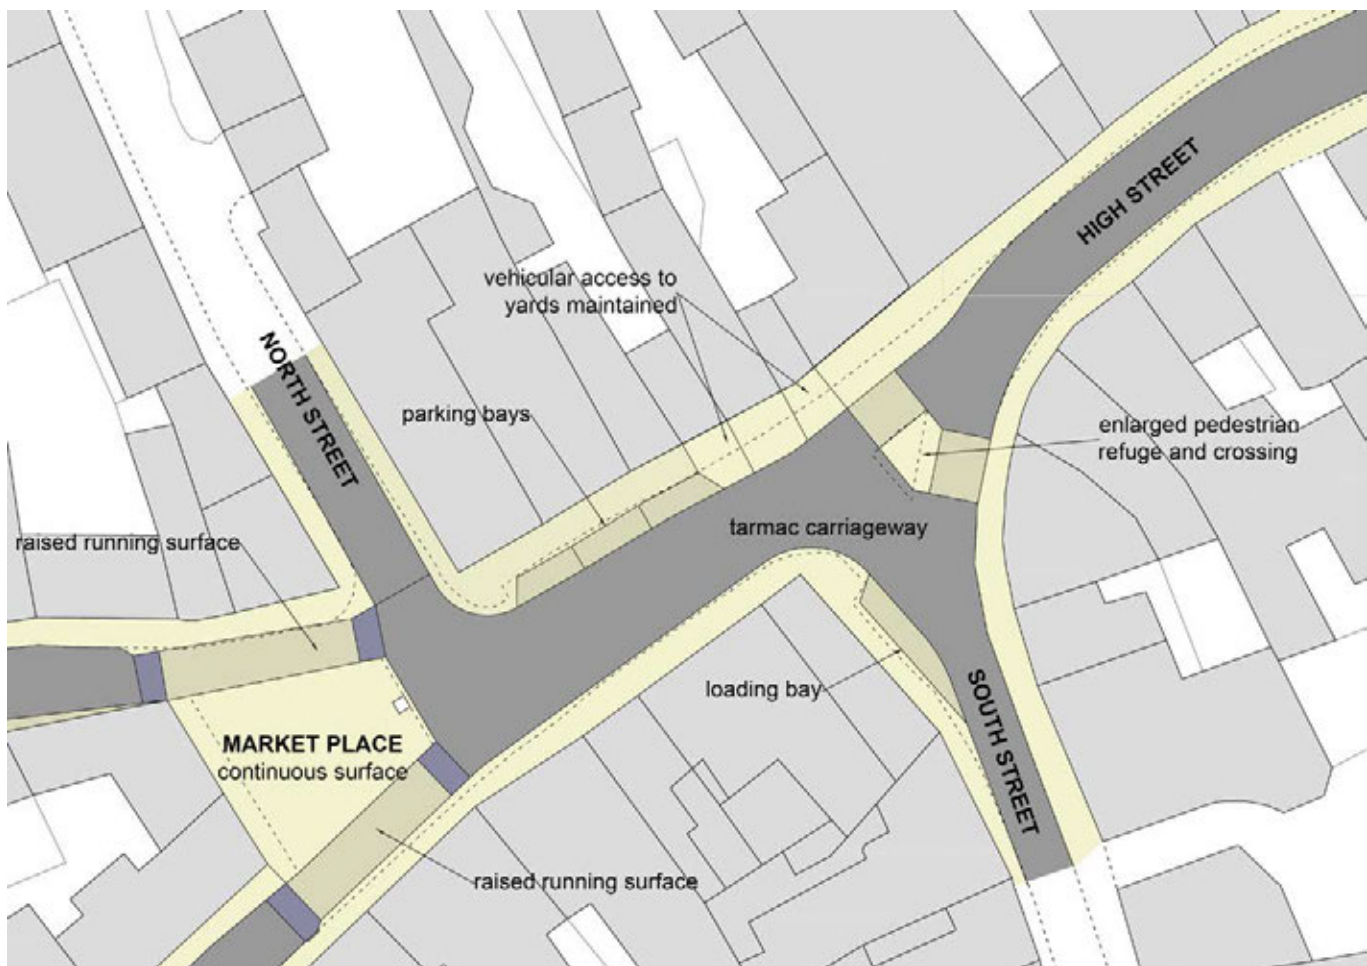 HIGH STREET
vehicular access to
yards maintained
NORTH STREET
parking bays
enlarged pedestrian
refuge and crossing
raised running surface
tarmac carriageway
loading bay
SOUTH STREET
MARKET PLACE
continuous surface
raised running surface